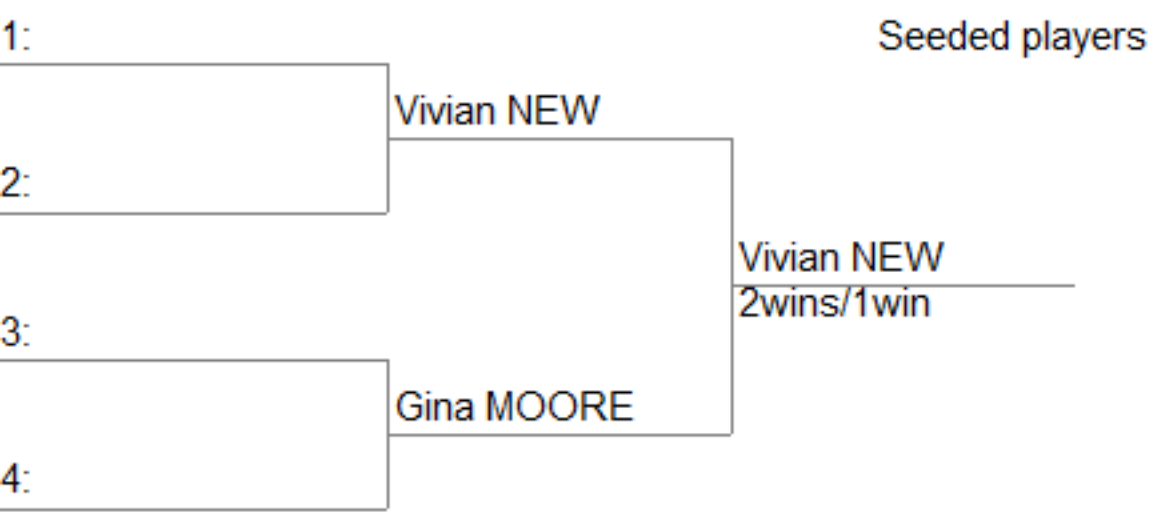 1:
Seeded players
Vivian NEW
2:
Vivian NEW
2wins/1win
3:
Gina MOORE
4: